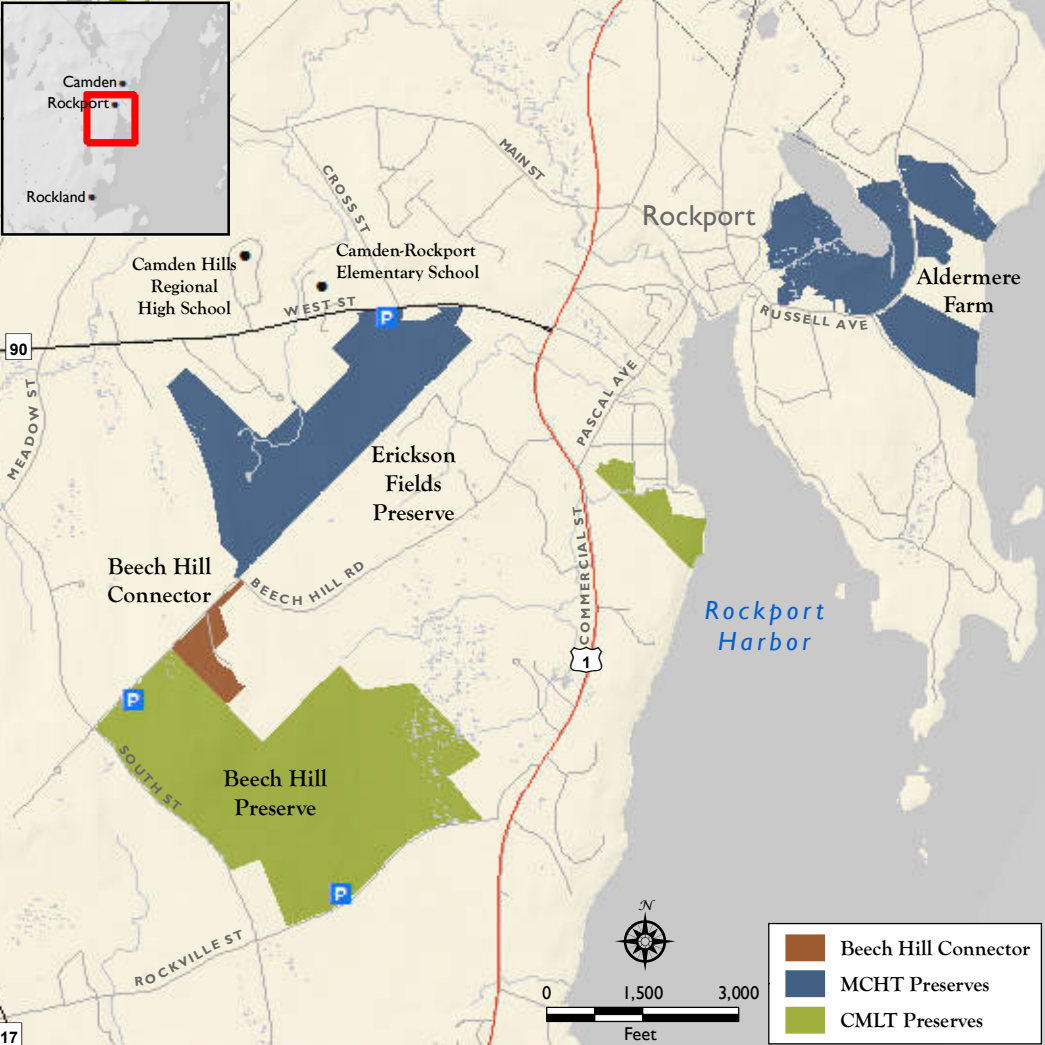 Camden
Rockport
Rockland
MAIN ST
CROSS ST
Rockport
Camden Hills
Regional
High School
Camden-Rockport
Elementary School
WEST ST
P
90
Aldermere
Farm
RUSSELL AVE
MEADOW ST
PASCAL AVE
Erickson
Fields
Preserve
COMMERCIAL ST
Beech Hill
Connector
BEECH HILL RD
Rockport
Harbor
1
P
SOUTH ST
Beech Hill
Preserve
P
ROCKVILLE ST
17
N
0 1,500 3,000
Feet
Beech Hill Connector
MCHT Preserves
CMLT Preserves